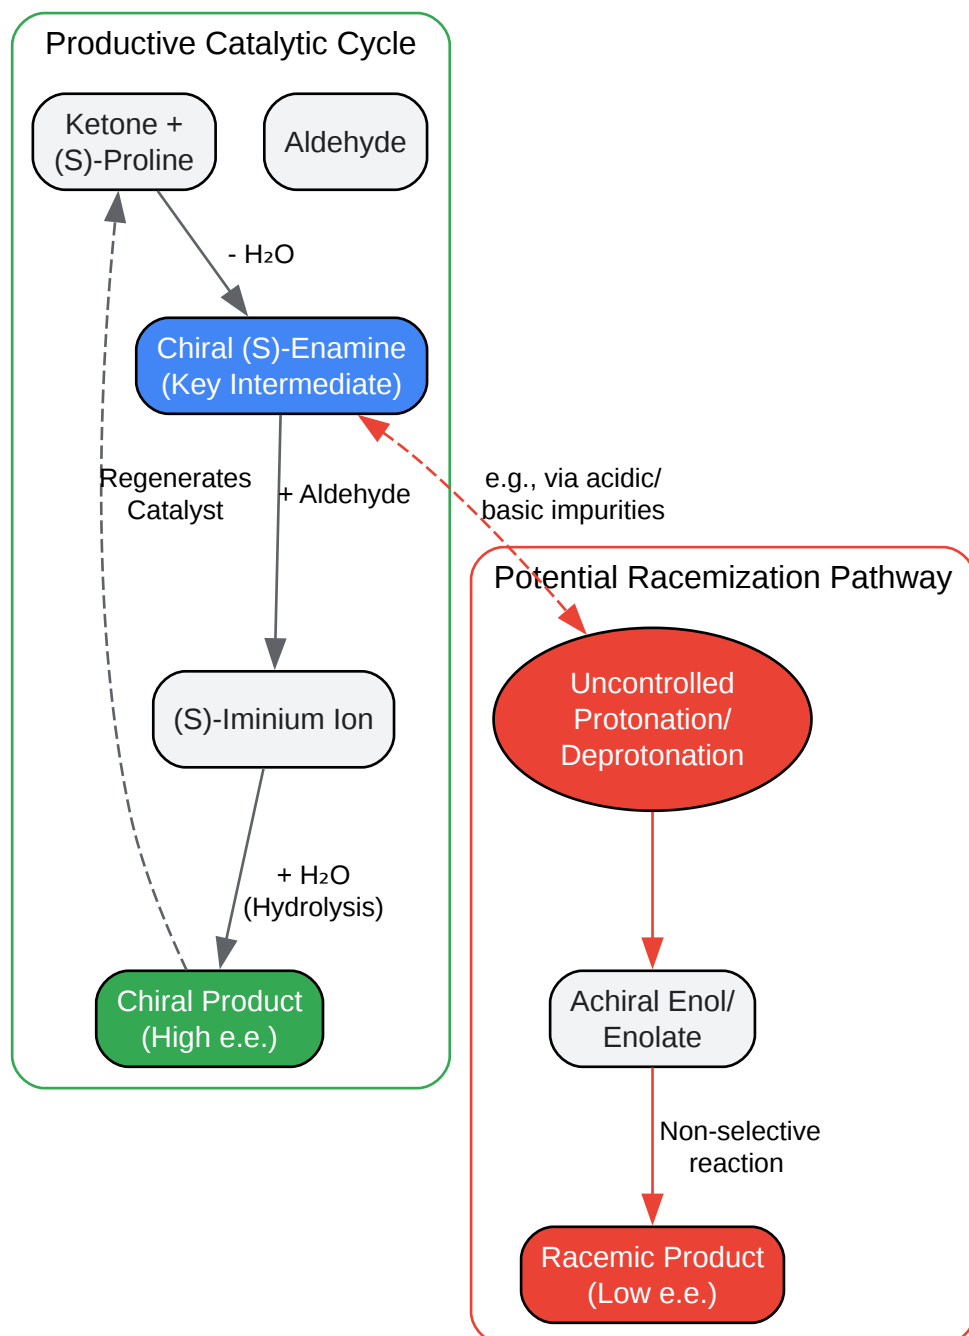 Productive Catalytic Cycle
Ketone +
(S)-Proline
Aldehyde
- H₂O
Chiral (S)-Enamine
(Key Intermediate)
Regenerates
Catalyst
+ Aldehyde
e.g., via acidic/
basic impurities
Potential Racemization Pathway
Uncontrolled
Protonation/
Deprotonation
(S)-Iminium Ion
+ H₂O
(Hydrolysis)
Chiral Product
(High e.e.)
Achiral Enol/
Enolate
Non-selective
reaction
Racemic Product
(Low e.e.)